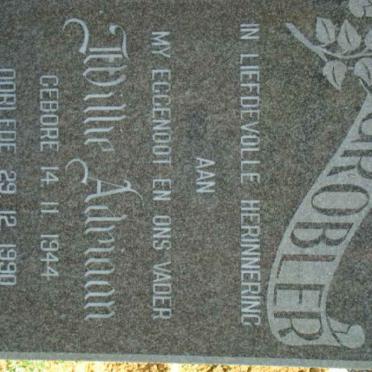 GROBLER
IN LIEFDEVOLLE HERINNERING
AAN
MY EGGENOOT EN ONS VADER
Willie Adriaan
GEBORE 14. 11. 1944
OORLEDE 29. 12. 1990